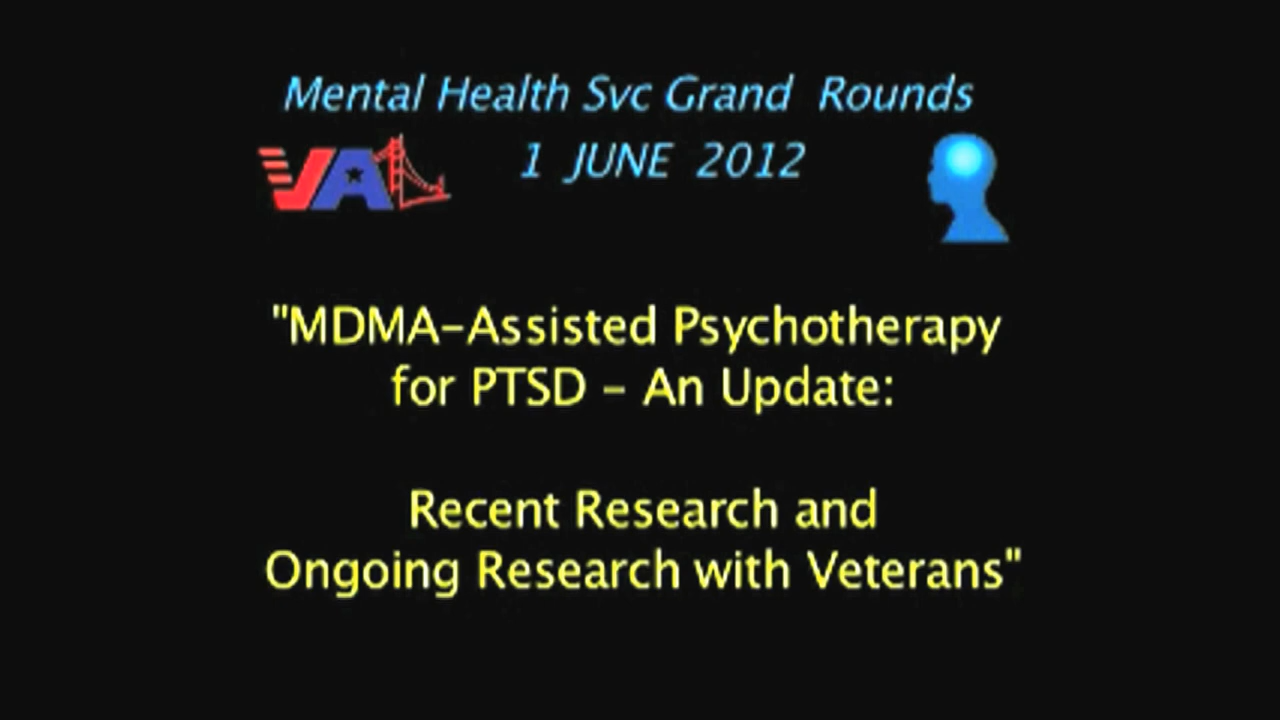 Mental Health Svc Grand Rounds
VA
1 JUNE 2012
"MDMA-Assisted Psychotherapy
for PTSD - An Update:
Recent Research and
Ongoing Research with Veterans"